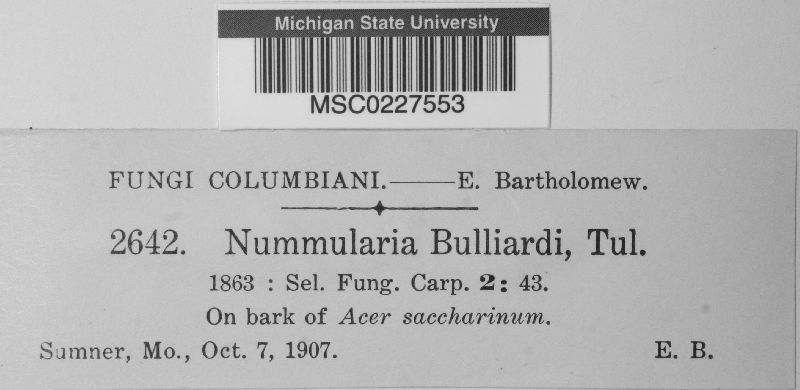 Michigan State University
MSC0227553
FUNGI COLUMBIANI.——E. Bartholomew.
2642. Nummularia Bulliardi, Tul.
1863 : Sel. Fung. Carp. 2: 43.
On bark of Acer saccharinum.
Sumner, Mo., Oct. 7, 1907. E. B.